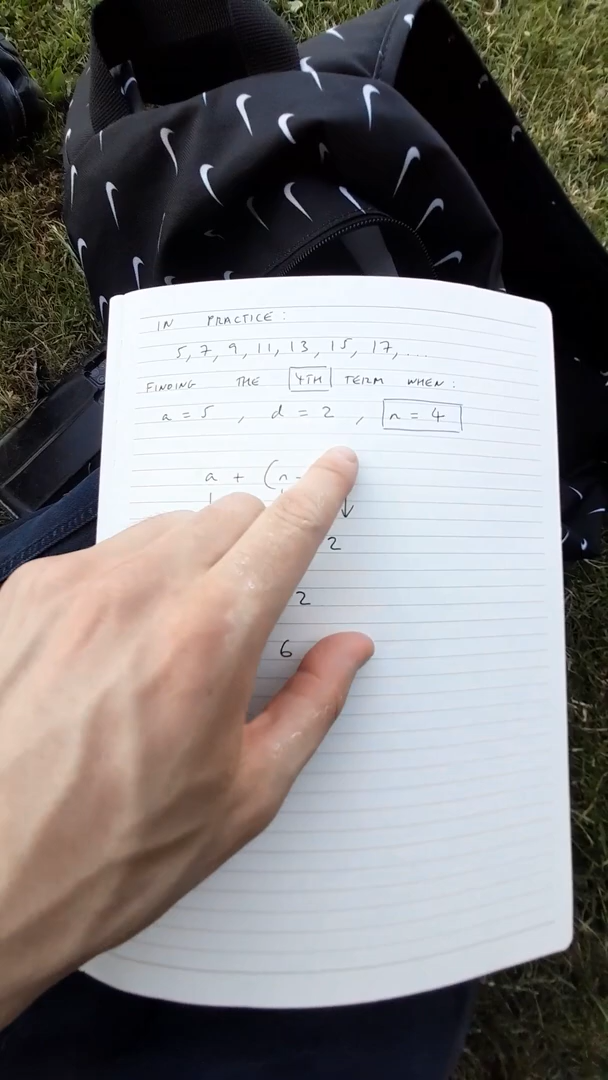 IN PRACTICE:
5, 7, 9, 11, 13, 15, 17, ....
FINDING THE 4TH TERM WHEN:
a = 5 , d = 2 , n = 4
a + (n -
2
2
6